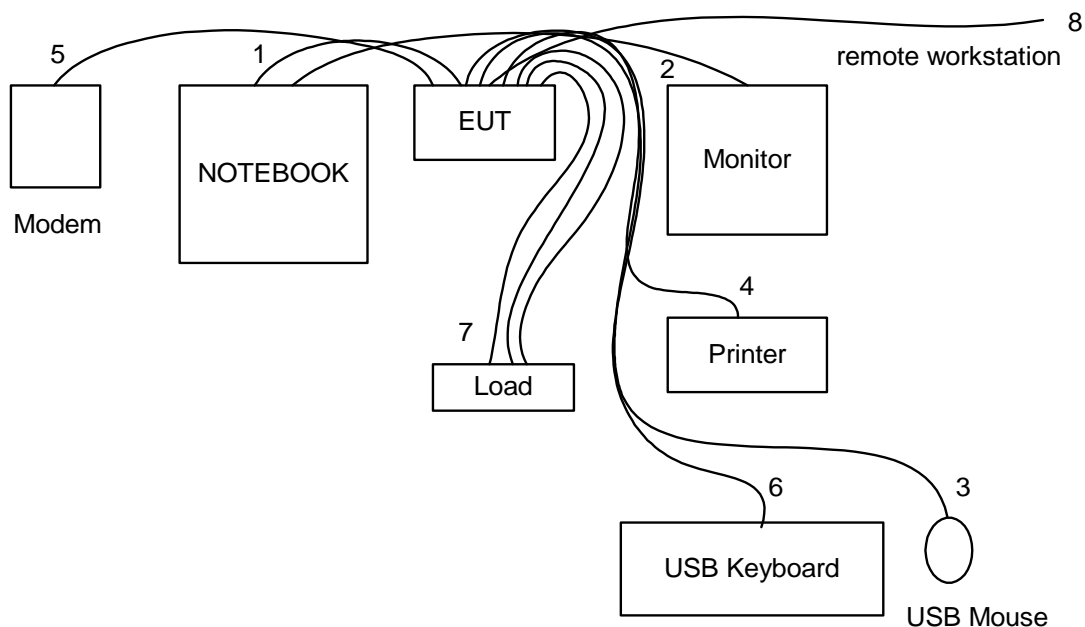 8
5
1
2
remote workstation
EUT
NOTEBOOK
Monitor
Modem
4
7
Printer
Load
6
3
USB Keyboard
USB Mouse